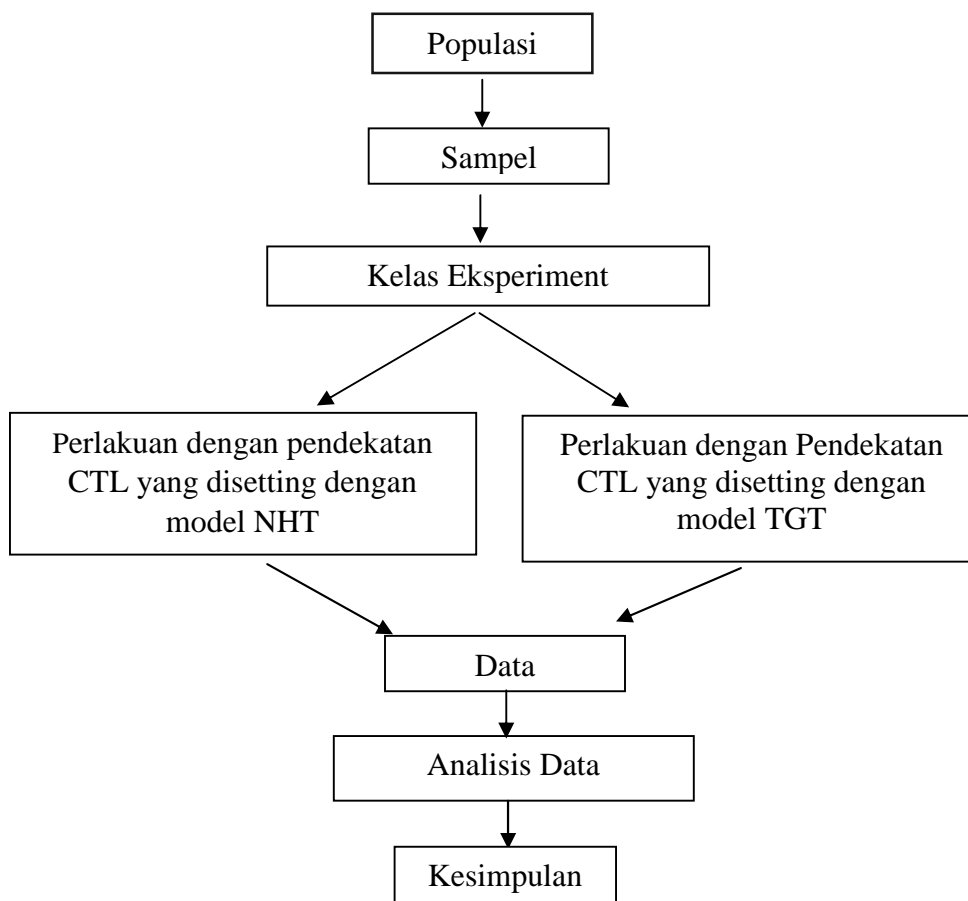 Populasi
Sampel
Kelas Eksperiment
Perlakuan dengan pendekatan
CTL yang disetting dengan
model NHT
Perlakuan dengan Pendekatan
CTL yang disetting dengan
model TGT
Data
Analisis Data
Kesimpulan